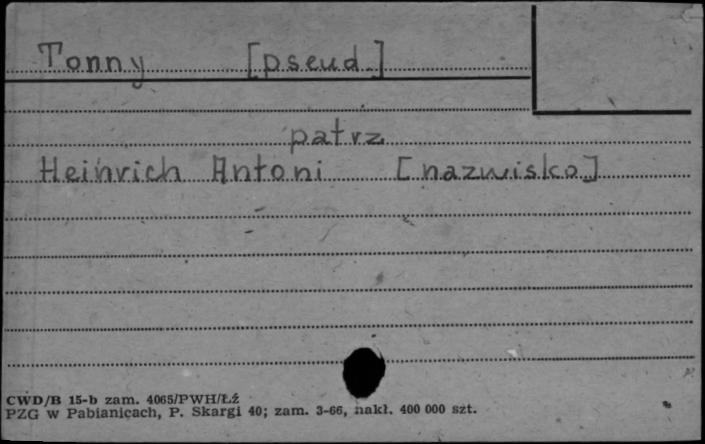 Tonny [pseud.]
patrz
Heinrich Antoni [nazwisko]
CWD/B 15-b zam. 4065/PWH/Łź
PZG w Pabianicach, P. Skargi 40; zam. 3-66, nakł. 400 000 szt.